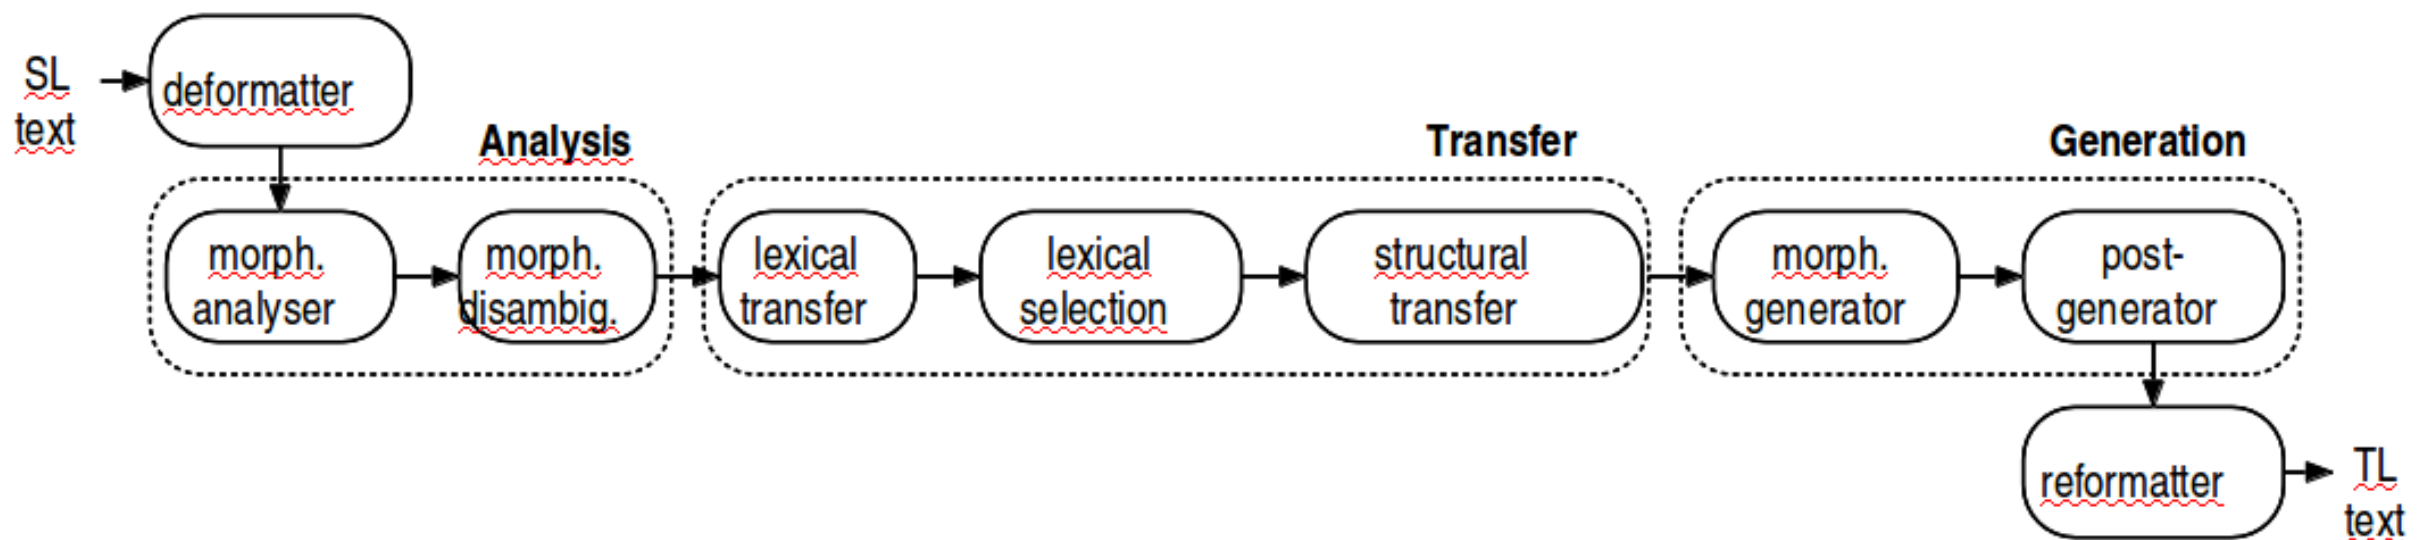 SL
text
deformatter
Analysis
Transfer
Generation
morph.
analyser
morph.
disambig.
lexical
transfer
lexical
selection
structural
transfer
morph.
generator
post-
generator
reformatter
TL
text